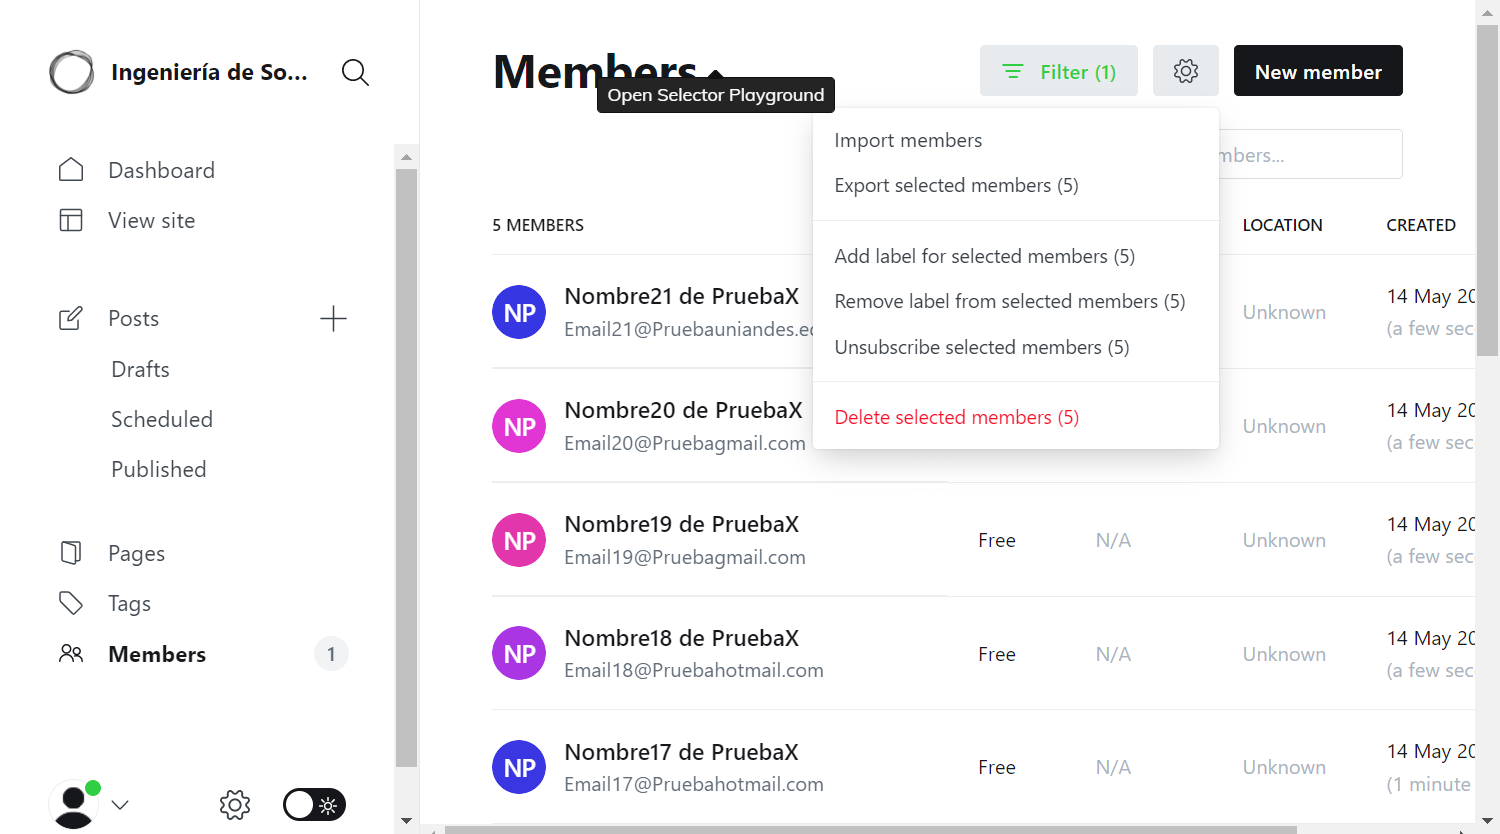 Ingeniería de So...
Dashboard
View site
Posts
Drafts
Scheduled
Published
Pages
Tags
Members 1
Members
Open Selector Playground
Filter (1)
New member
Import members
Export selected members (5)
Add label for selected members (5)
Remove label from selected members (5)
Unsubscribe selected members (5)
Delete selected members (5)
mbers...
5 MEMBERS LOCATION CREATED
NP Nombre21 de PruebaX Unknown 14 May 20
Email21@Pruebauniandes.ed (a few sec
NP Nombre20 de PruebaX Unknown 14 May 20
Email20@Pruebagmail.com (a few sec
NP Nombre19 de PruebaX Free N/A Unknown 14 May 20
Email19@Pruebagmail.com (a few sec
NP Nombre18 de PruebaX Free N/A Unknown 14 May 20
Email18@Pruebahotmail.com (a few sec
NP Nombre17 de PruebaX Free N/A Unknown 14 May 20
Email17@Pruebahotmail.com (1 minute